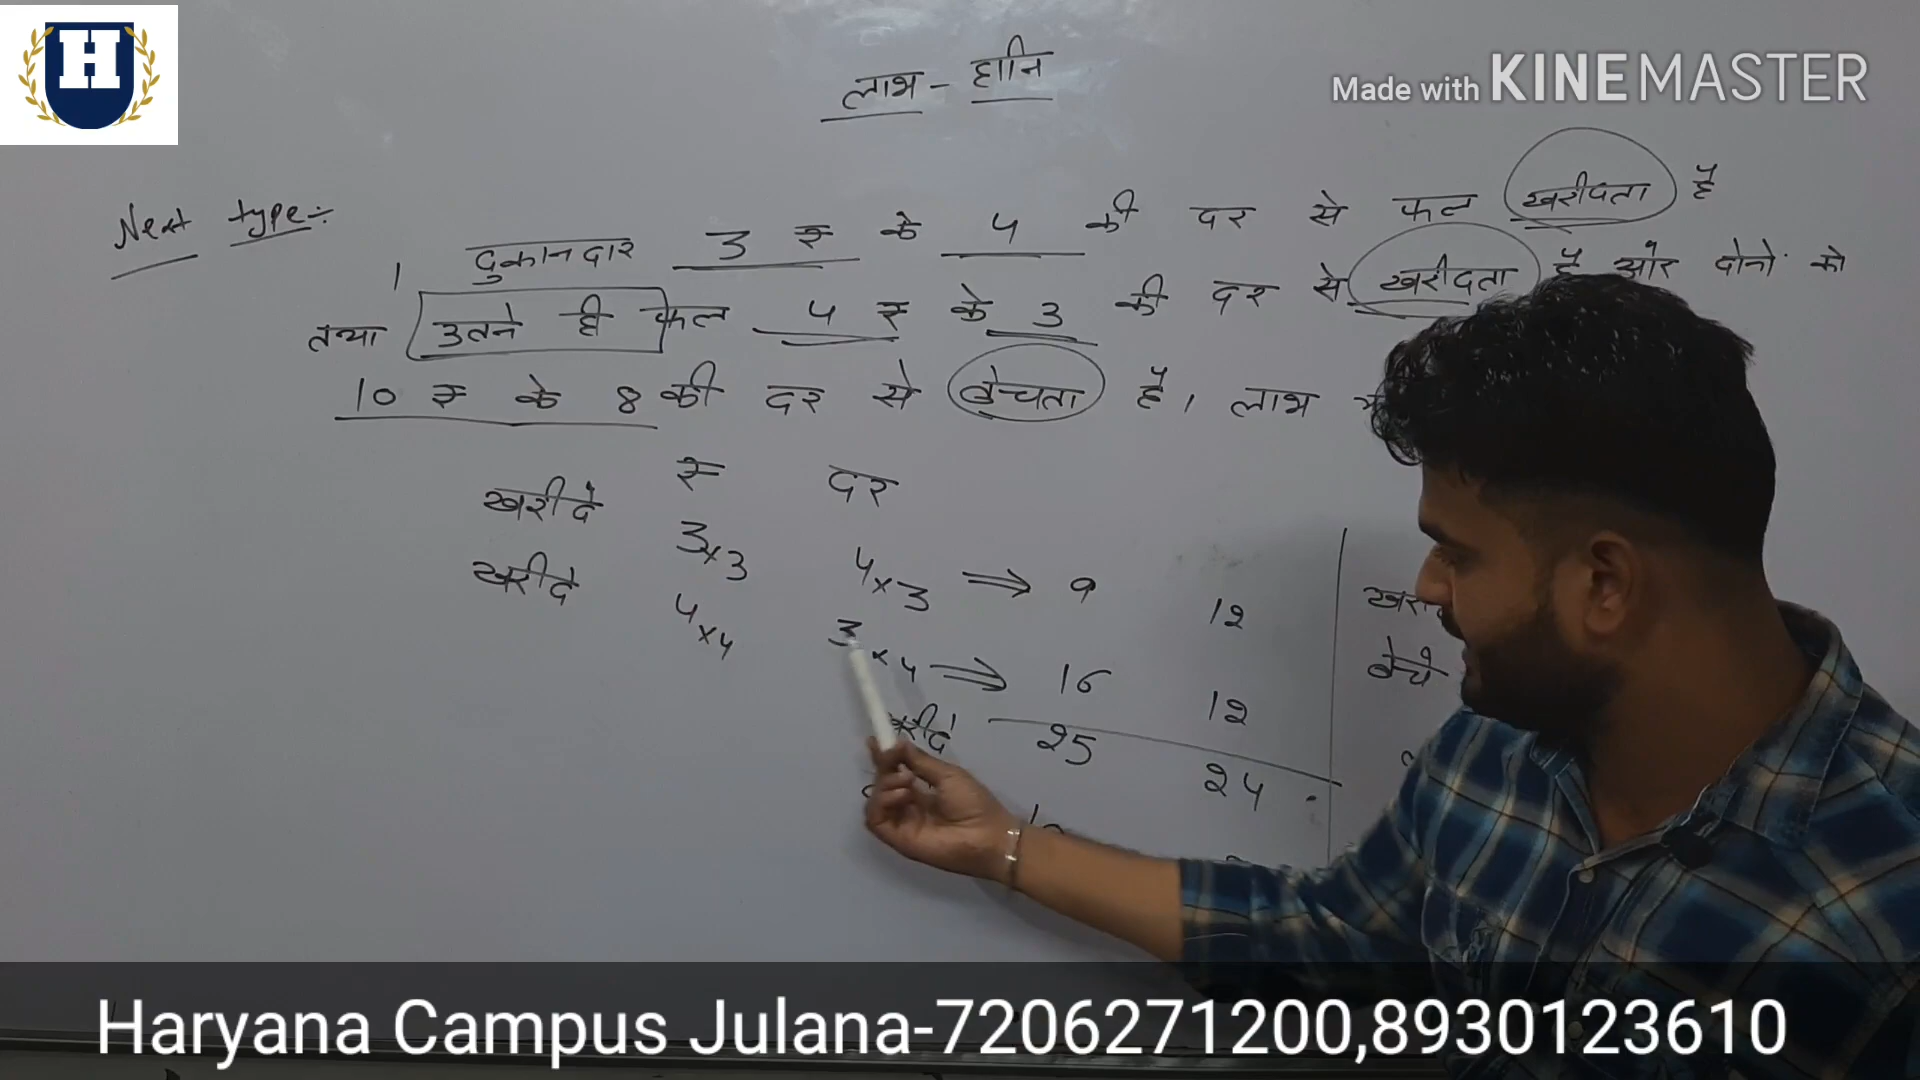 H
Made with KINEMASTER
लाभ - हानि
Next type:-
1 दुकानदार 3 रु के 4 की दर से फल खरीदता है
तथा उतने ही फल 4 रु के 3 की दर से खरीदता है और दोनों को
10 रु के 8 की दर से बेचता है, लाभ
रु दर
खरीदे 3×3 4×3 ⇒ 9 12
खरीदे 4×4 3×4 ⇒ 16 12
25 24
बेचे
Haryana Campus Julana-7206271200,8930123610